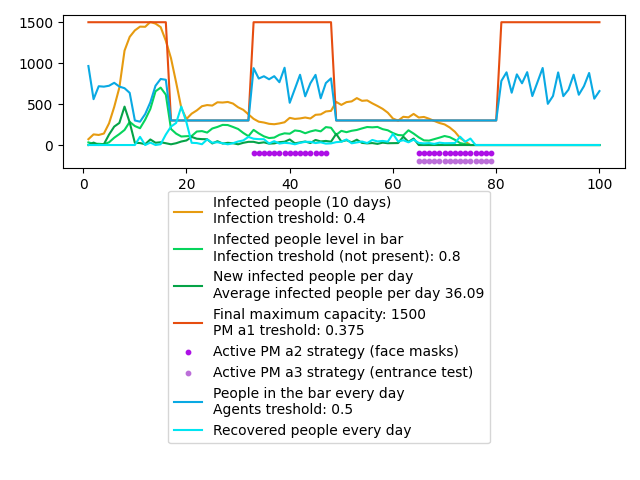 1500
1000
500
0
0
20
40
60
80
100
Infected people (10 days)
Infection treshold: 0.4
Infected people level in bar
Infection treshold (not present): 0.8
New infected people per day
Average infected people per day 36.09
Final maximum capacity: 1500
PM a1 treshold: 0.375
Active PM a2 strategy (face masks)
Active PM a3 strategy (entrance test)
People in the bar every day
Agents treshold: 0.5
Recovered people every day